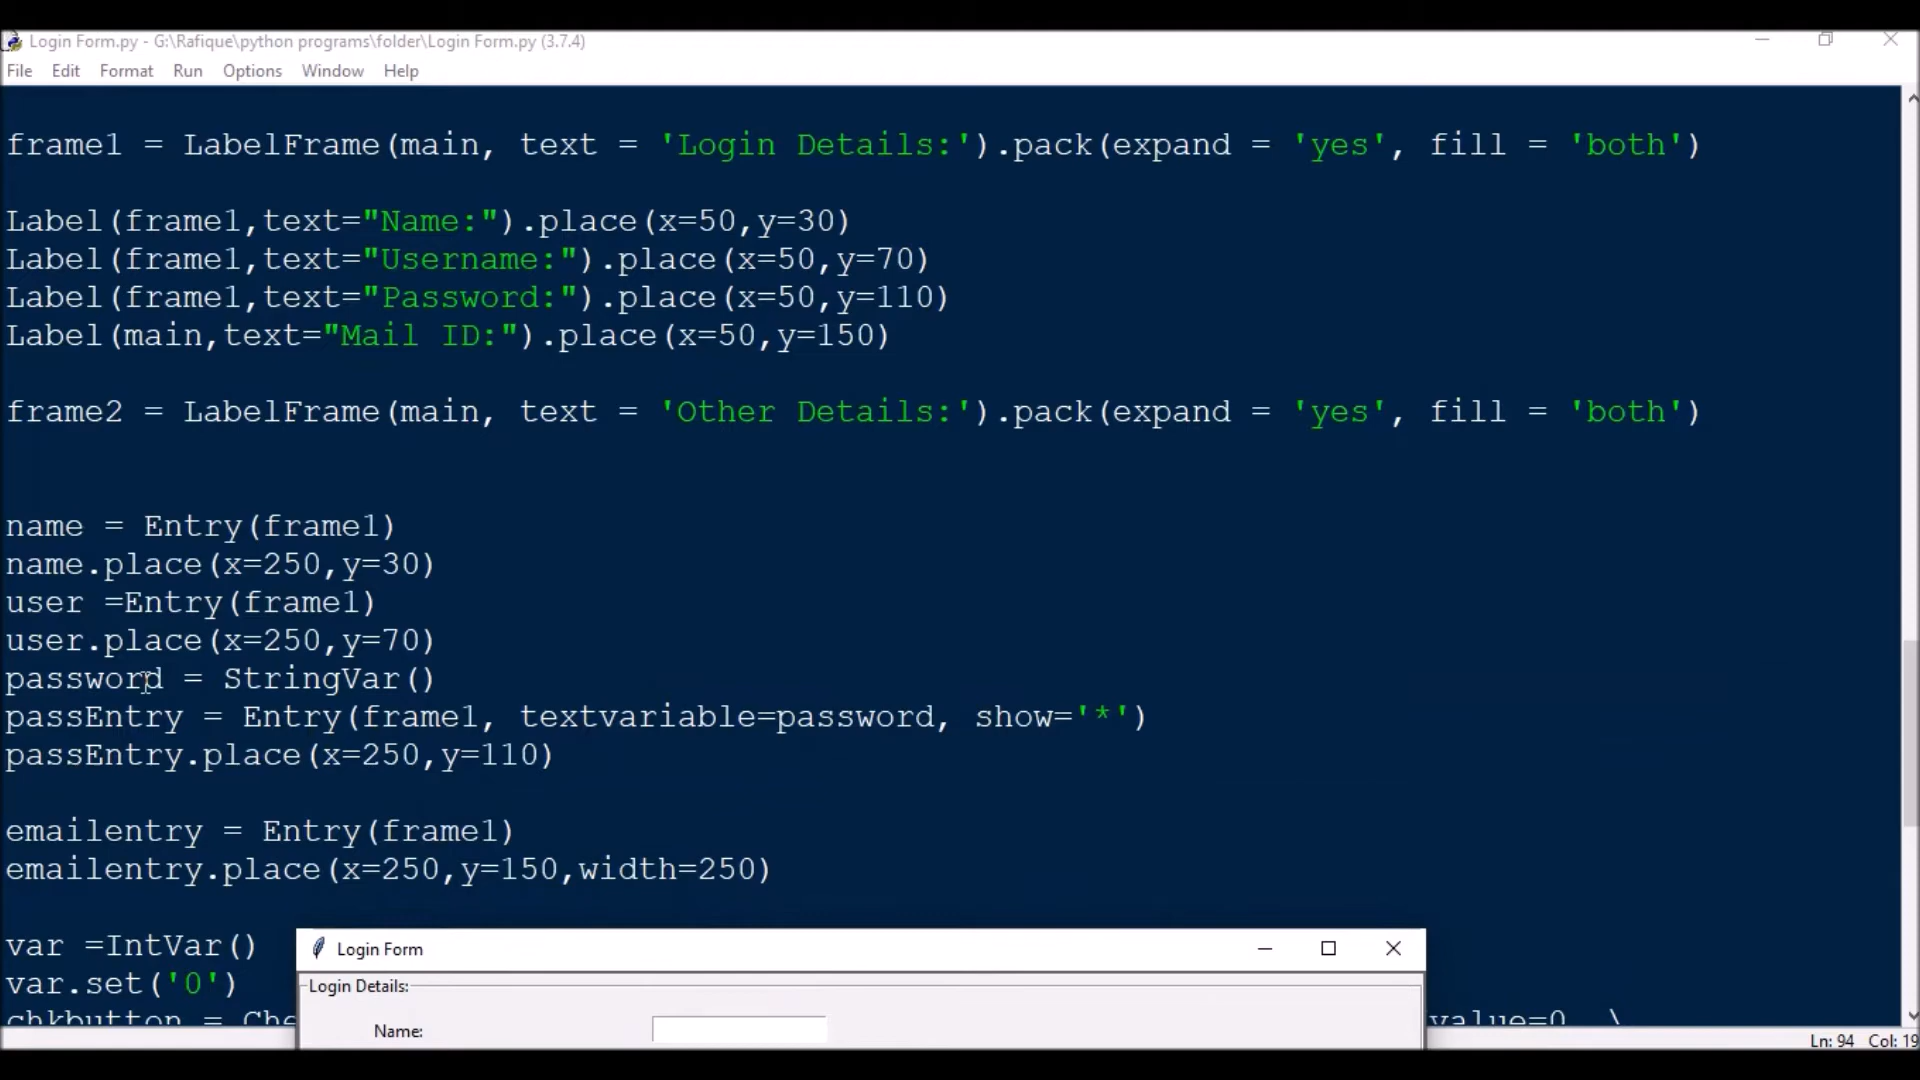 Login Form.py - G:\Rafique\python programs\folder\Login Form.py (3.7.4)
File Edit Format Run Options Window Help
frame1 = LabelFrame(main, text = 'Login Details:').pack(expand = 'yes', fill = 'both')
Label(frame1,text="Name:").place(x=50,y=30)
Label(frame1,text="Username:").place(x=50,y=70)
Label(frame1,text="Password:").place(x=50,y=110)
Label(main,text="Mail ID:").place(x=50,y=150)
frame2 = LabelFrame(main, text = 'Other Details:').pack(expand = 'yes', fill = 'both')
name = Entry(frame1)
name.place(x=250,y=30)
user =Entry(frame1)
user.place(x=250,y=70)
password = StringVar()
passEntry = Entry(frame1, textvariable=password, show='*')
passEntry.place(x=250,y=110)
emailentry = Entry(frame1)
emailentry.place(x=250,y=150,width=250)
var =IntVar()
var.set('0')
chkbutton = Che value=0, \
Login Form
Login Details:
Name:
Ln: 94 Col: 19